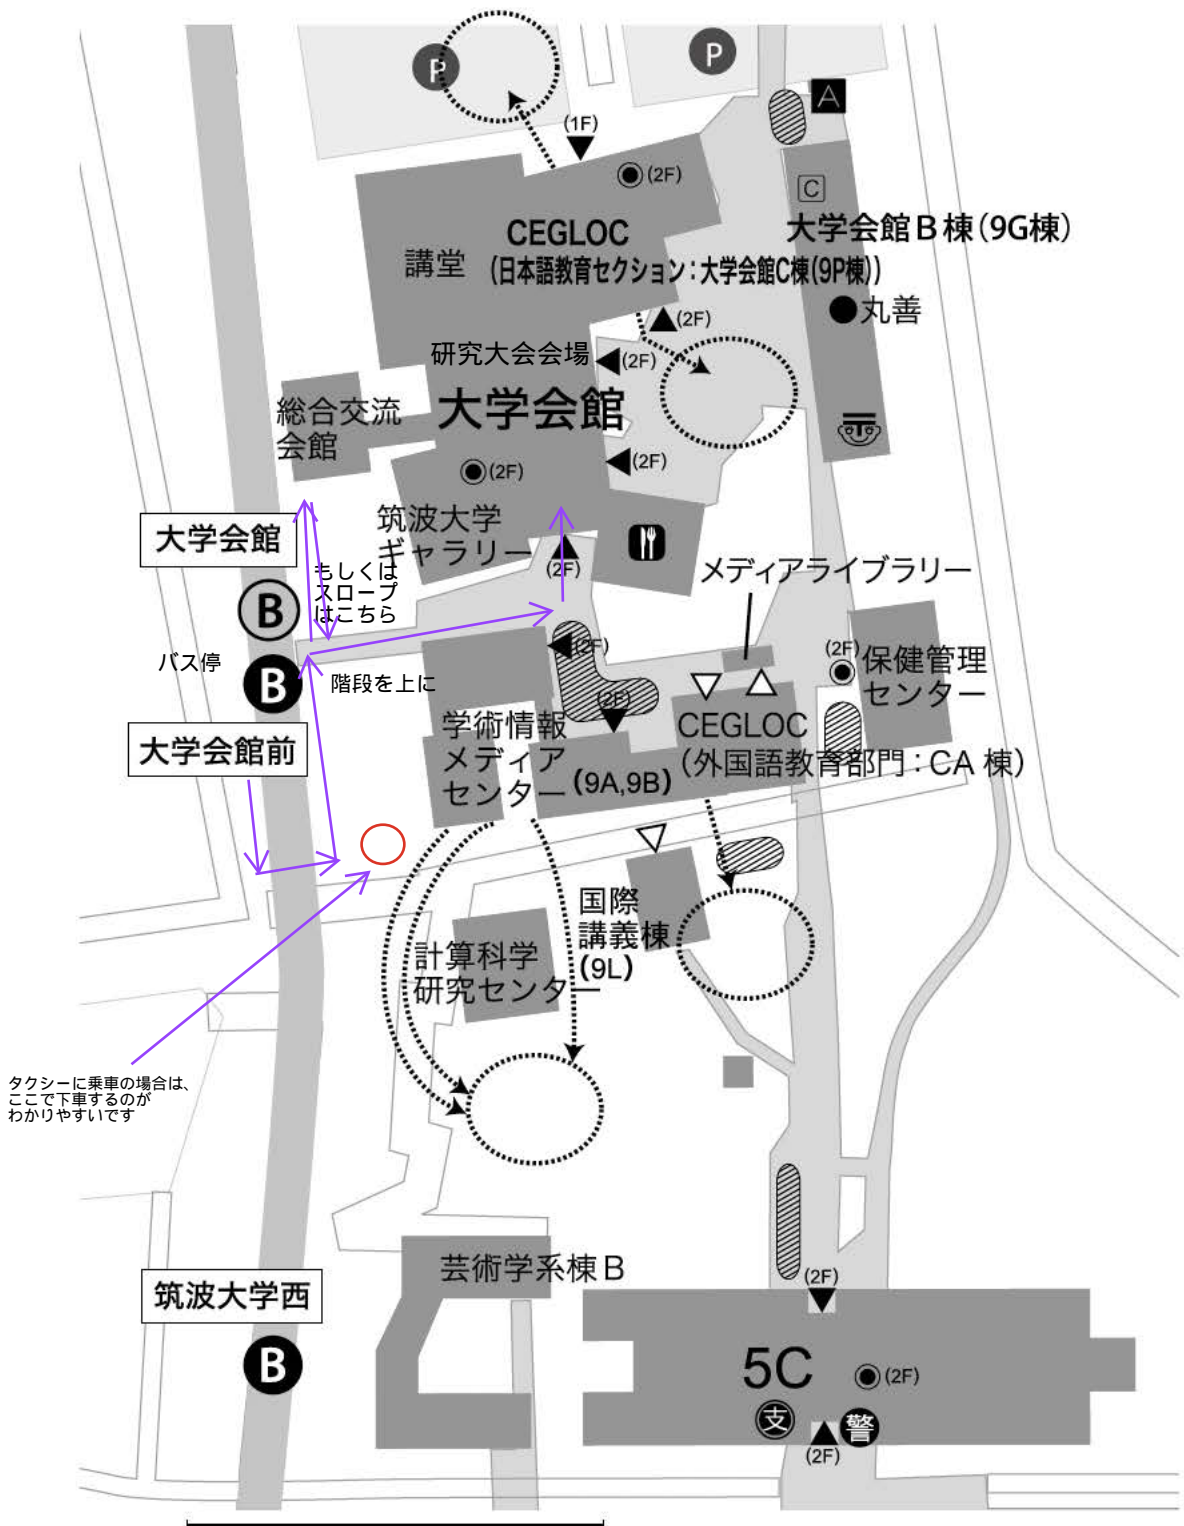 P
P
A
(1F)
(2F)
C
CEGLOC
大学会館B棟(9G棟)
講堂
(日本語教育セクション:大学会館C棟(9P棟))
丸善
(2F)
研究大会会場
(2F)
大学会館
総合交流
会館
(2F)
(2F)
筑波大学
ギャラリー
大学会館
(2F)
もしくは
スロープ
はこちら
メディアライブラリー
B
バス停
B
階段を上に
(2F)
(2F)
(2F)
保健管理
センター
大学会館前
学術情報
メディア
センター
(9A,9B)
CEGLOC
(外国語教育部門:CA棟)
国際
講義棟
(9L)
計算科学
研究センター
タクシーに乗車の場合は、
ここで下車するのが
わかりやすいです
芸術学系棟B
筑波大学西
B
(2F)
5C
(2F)
支
警
(2F)